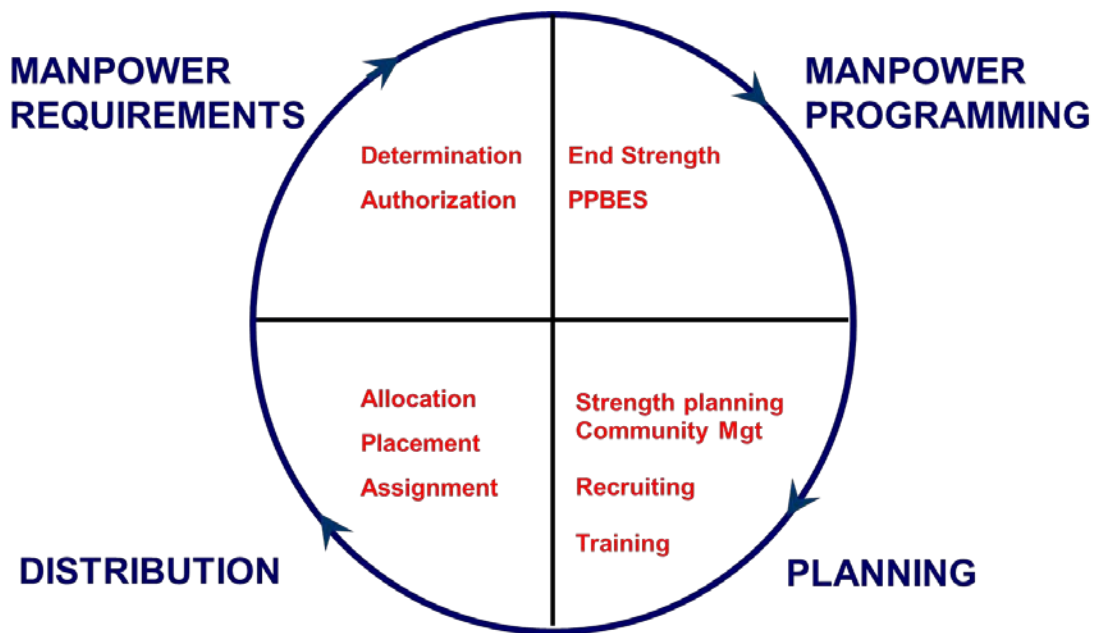 MANPOWER
REQUIREMENTS
MANPOWER
PROGRAMMING
Determination
Authorization
End Strength
PPBES
Allocation
Placement
Assignment
Strength planning
Community Mgt
Recruiting
Training
DISTRIBUTION
PLANNING